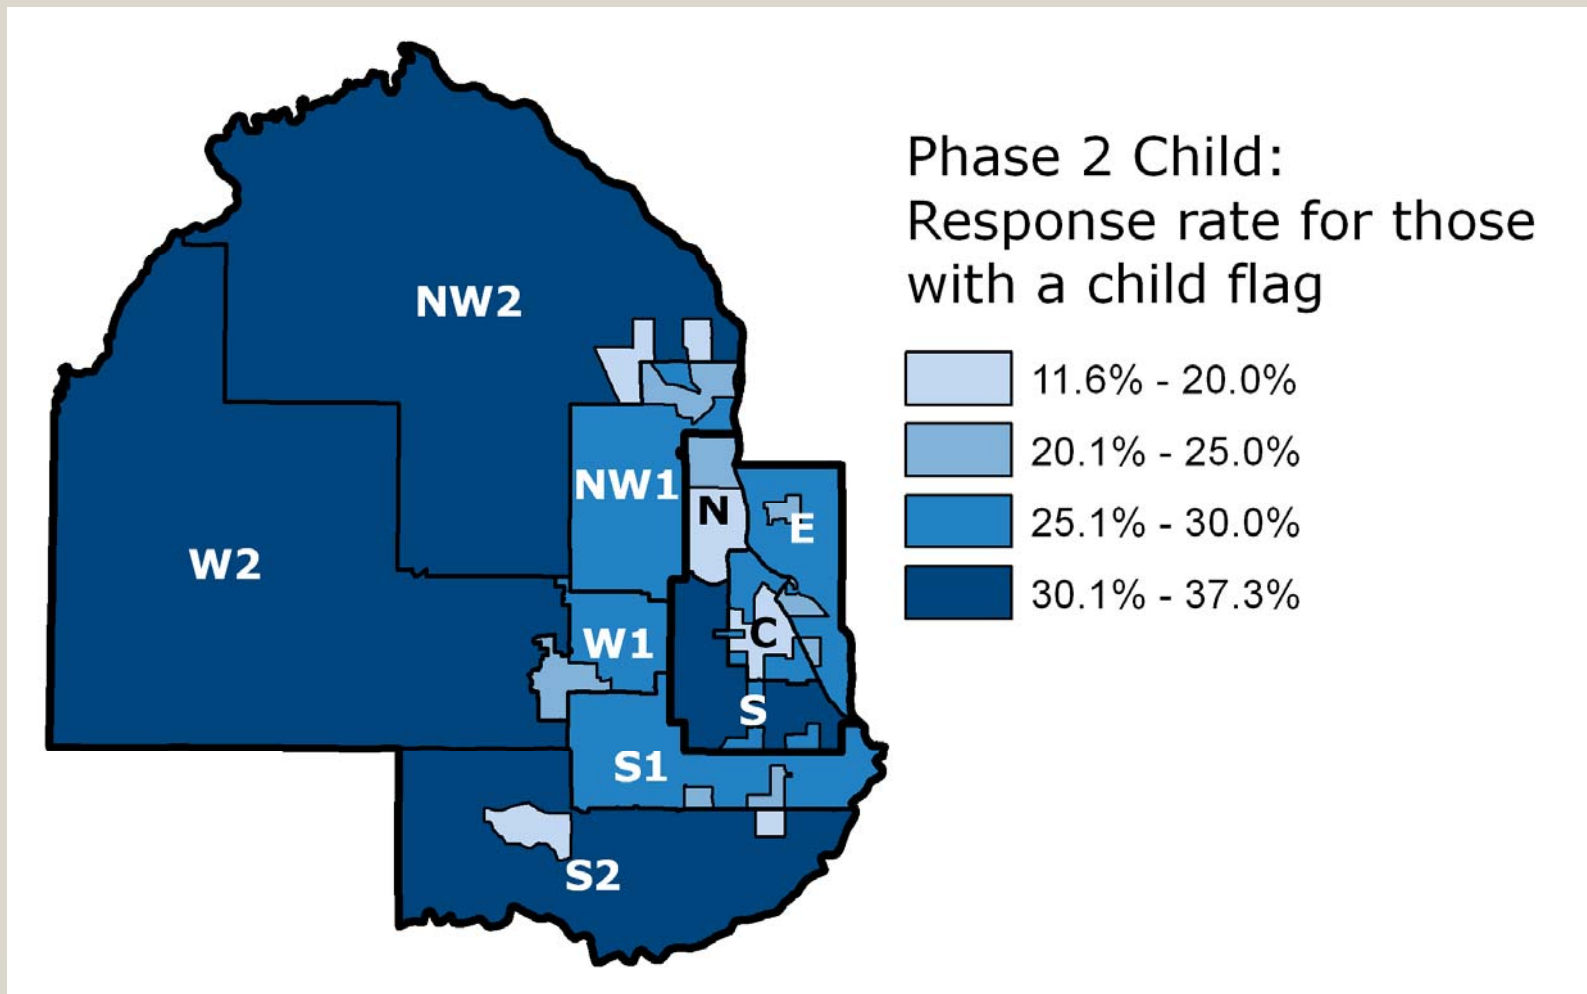 Phase 2 Child:
Response rate for those
with a child flag
11.6% - 20.0%
20.1% - 25.0%
25.1% - 30.0%
30.1% - 37.3%
NW2
NW1
N
E
W2
W1
C
S
S1
S2